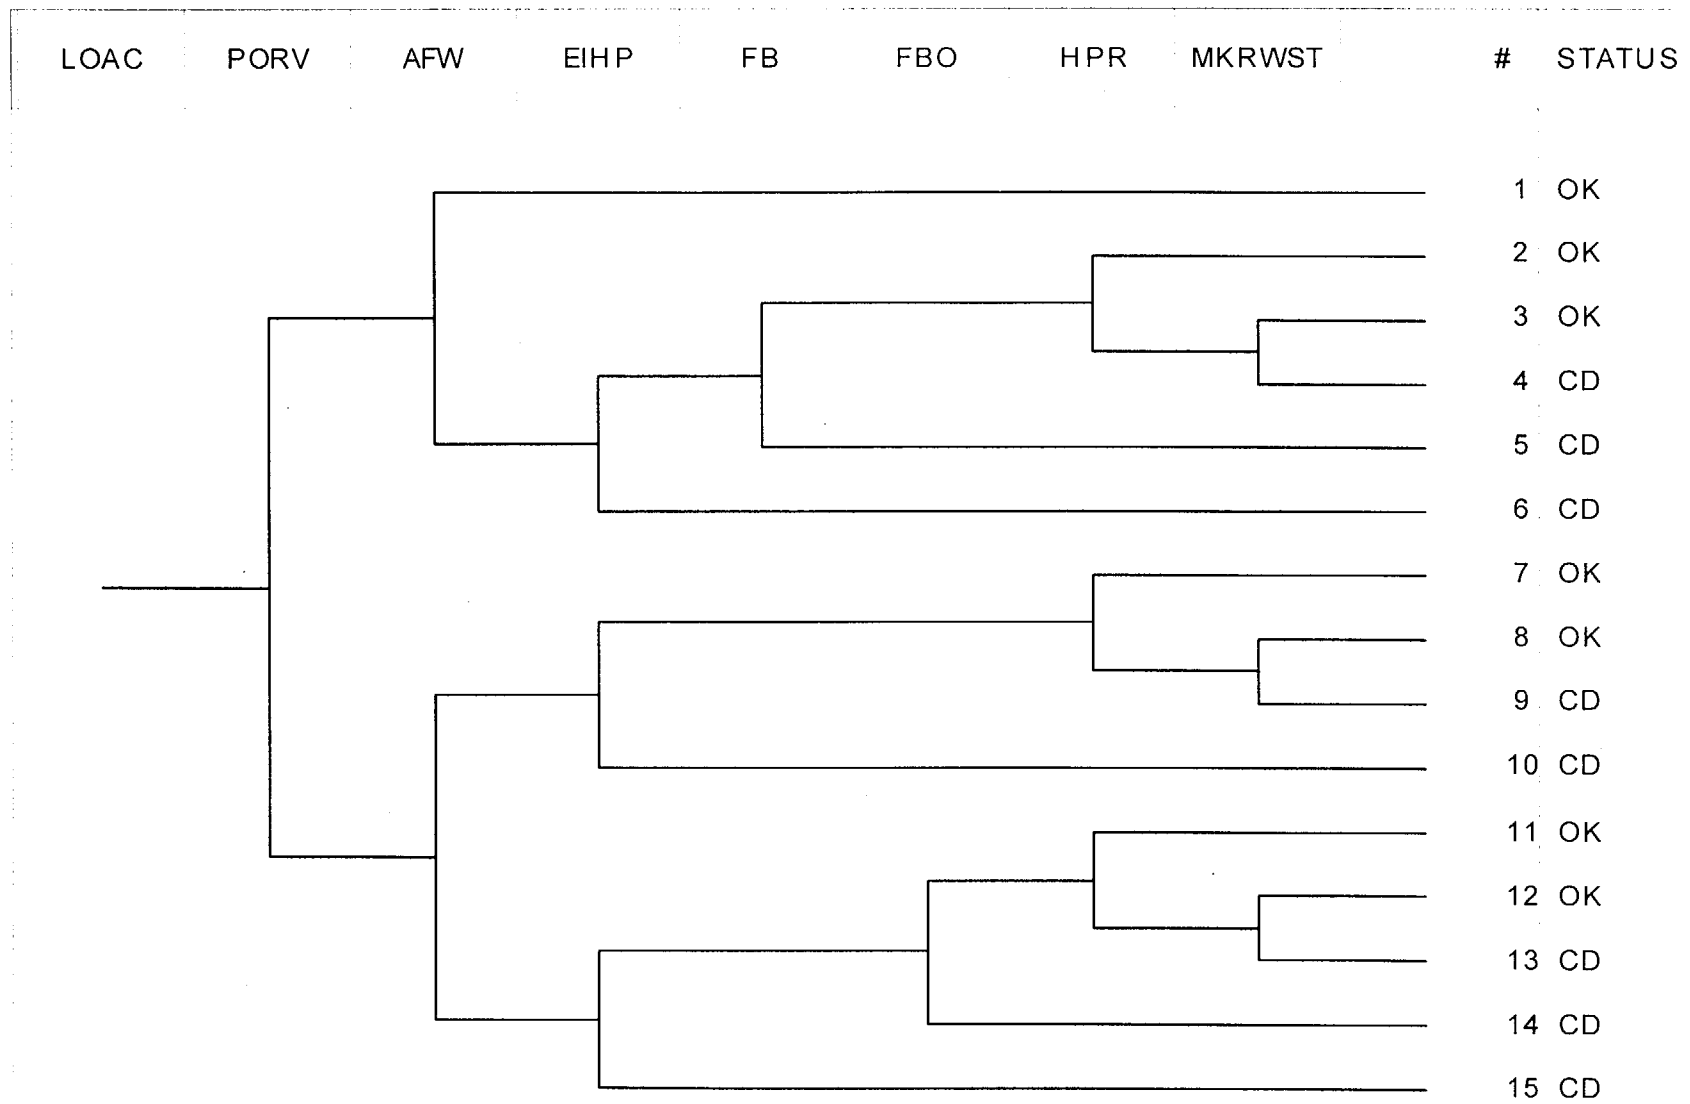 LOAC PORV AFW EIHP FB FBO HPR MKRWST # STATUS
1 OK
2 OK
3 OK
4 CD
5 CD
6 CD
7 OK
8 OK
9 CD
10 CD
11 OK
12 OK
13 CD
14 CD
15 CD